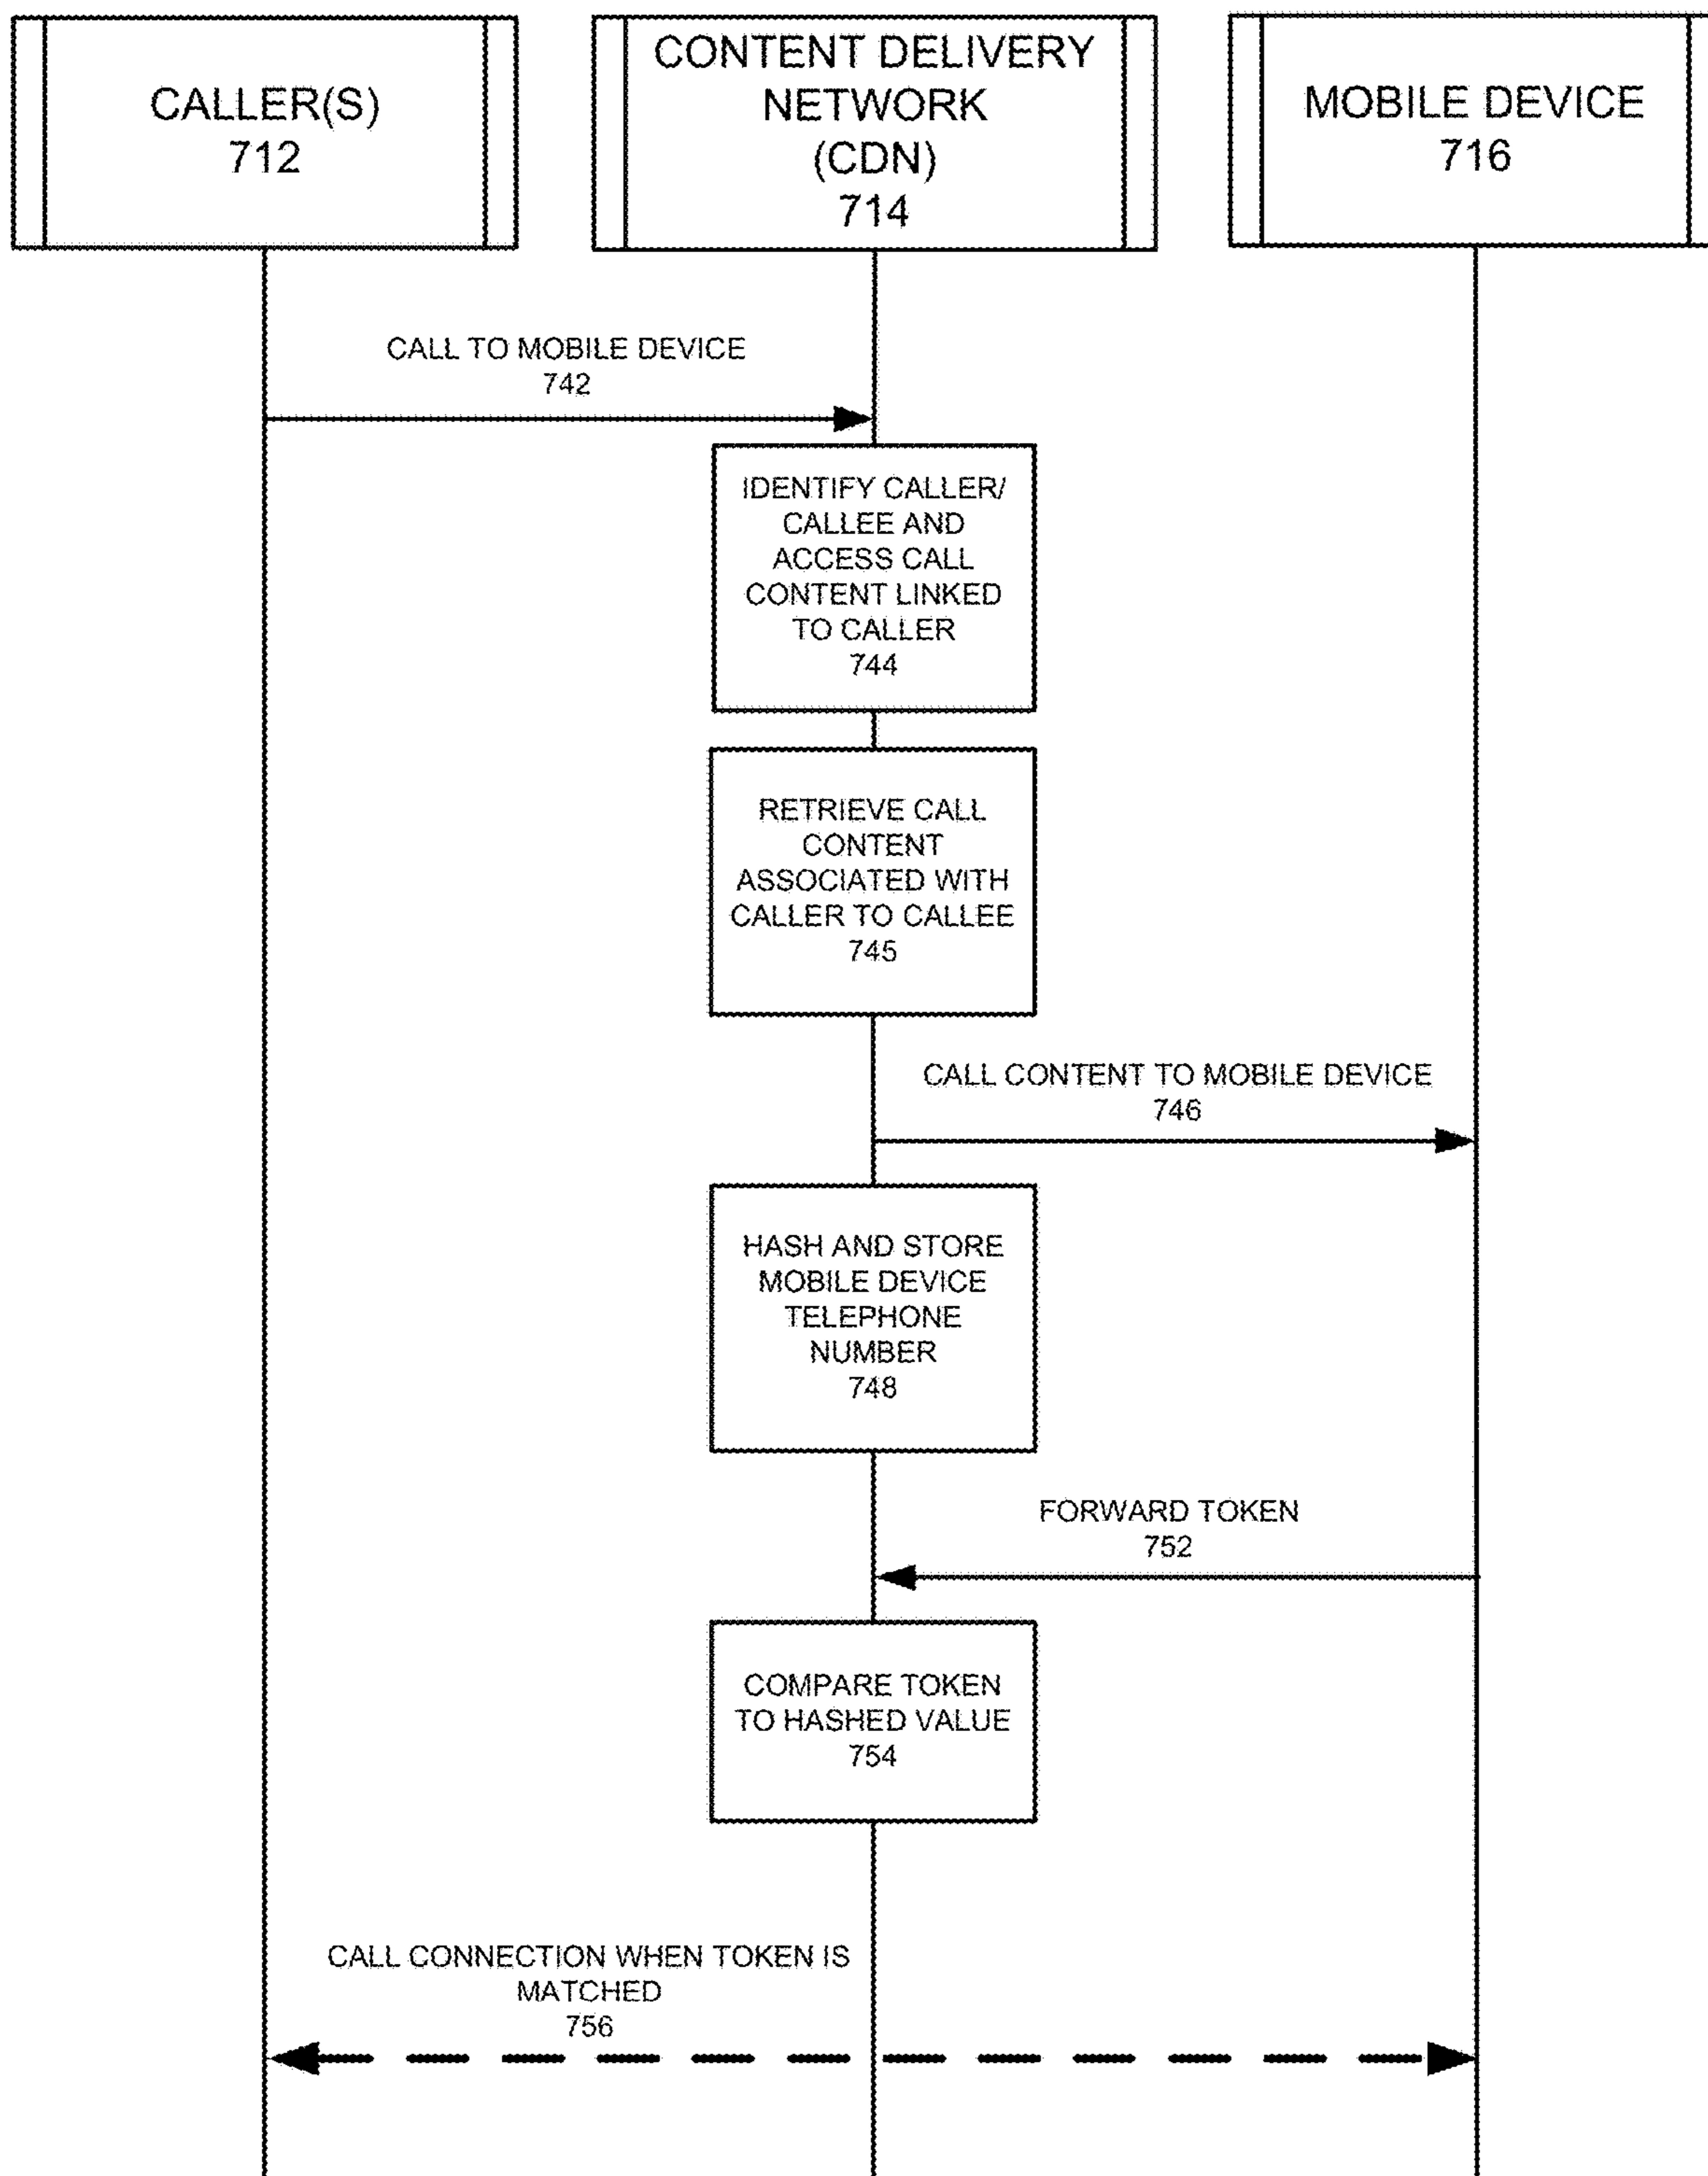 CALLER(S)
712
CONTENT DELIVERY
NETWORK
(CDN)
714
MOBILE DEVICE
716
CALL TO MOBILE DEVICE
742
IDENTIFY CALLER/
CALLEE AND
ACCESS CALL
CONTENT LINKED
TO CALLER
744
RETRIEVE CALL
CONTENT
ASSOCIATED WITH
CALLER TO CALLEE
745
CALL CONTENT TO MOBILE DEVICE
746
HASH AND STORE
MOBILE DEVICE
TELEPHONE
NUMBER
748
FORWARD TOKEN
752
COMPARE TOKEN
TO HASHED VALUE
754
CALL CONNECTION WHEN TOKEN IS
MATCHED
756